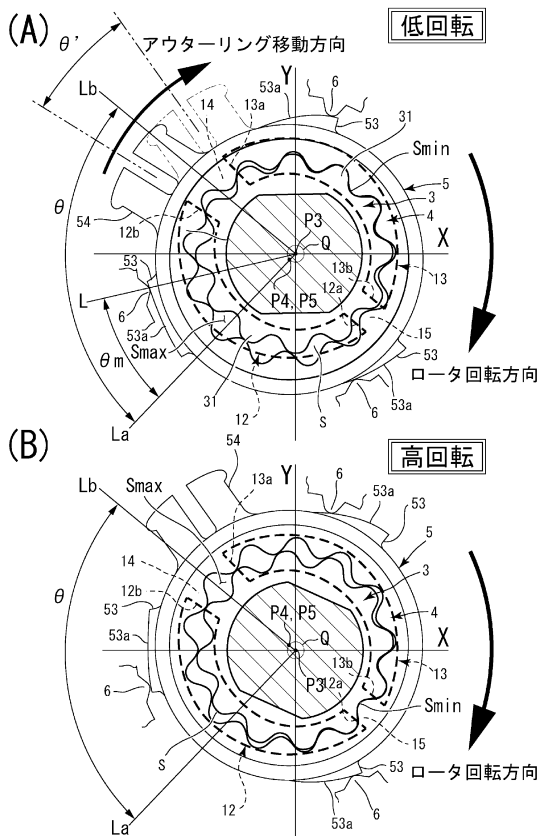 (A)
低回転
アウターリング移動方向
θ'
Lb
Y
53a
6
53
14
13a
31
Smin
5
3
4
θ
54
12b
P3
Q
X
53
L
P4, P5
13b
12a
13
6
53a
Smax
15
53
θm
31
12
S
6
53a
ロータ回転方向
La
(B)
高回転
54
Lb
Smax
13a
Y
6
53a
53
5
14
3
12b
4
θ
53
P4, P5
Q
X
53a
13b
P3
12a
13
6
Smin
15
S
53
12
6
53a
ロータ回転方向
La